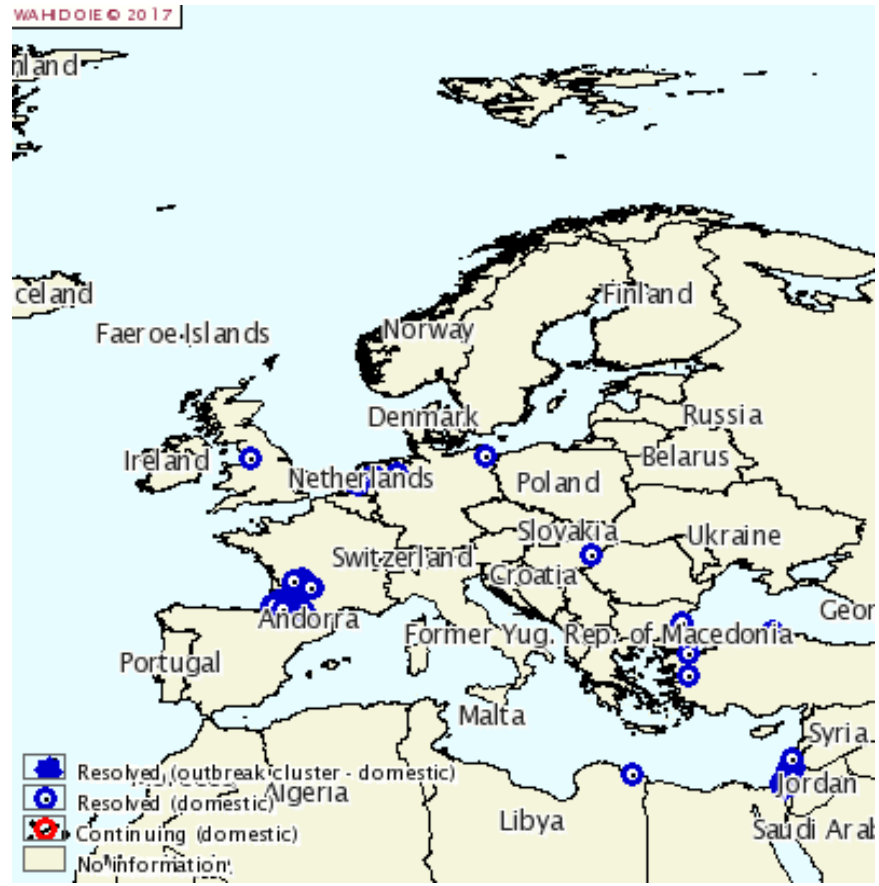 WAHIDOIE © 2017
nland
celand
Faeroe Islands
Norway
Finland
Denmark
Russia
Ireland
Netherlands
Belarus
Poland
Slovakia
Ukraine
Switzerland
Croatia
Andorra
Geor
Former Yug. Rep. of Macedonia
Portugal
Malta
Syria
Jordan
Algeria
Libya
Saudi Arab
Resolved (outbreak cluster - domestic)
Resolved (domestic)
Continuing (domestic)
No information